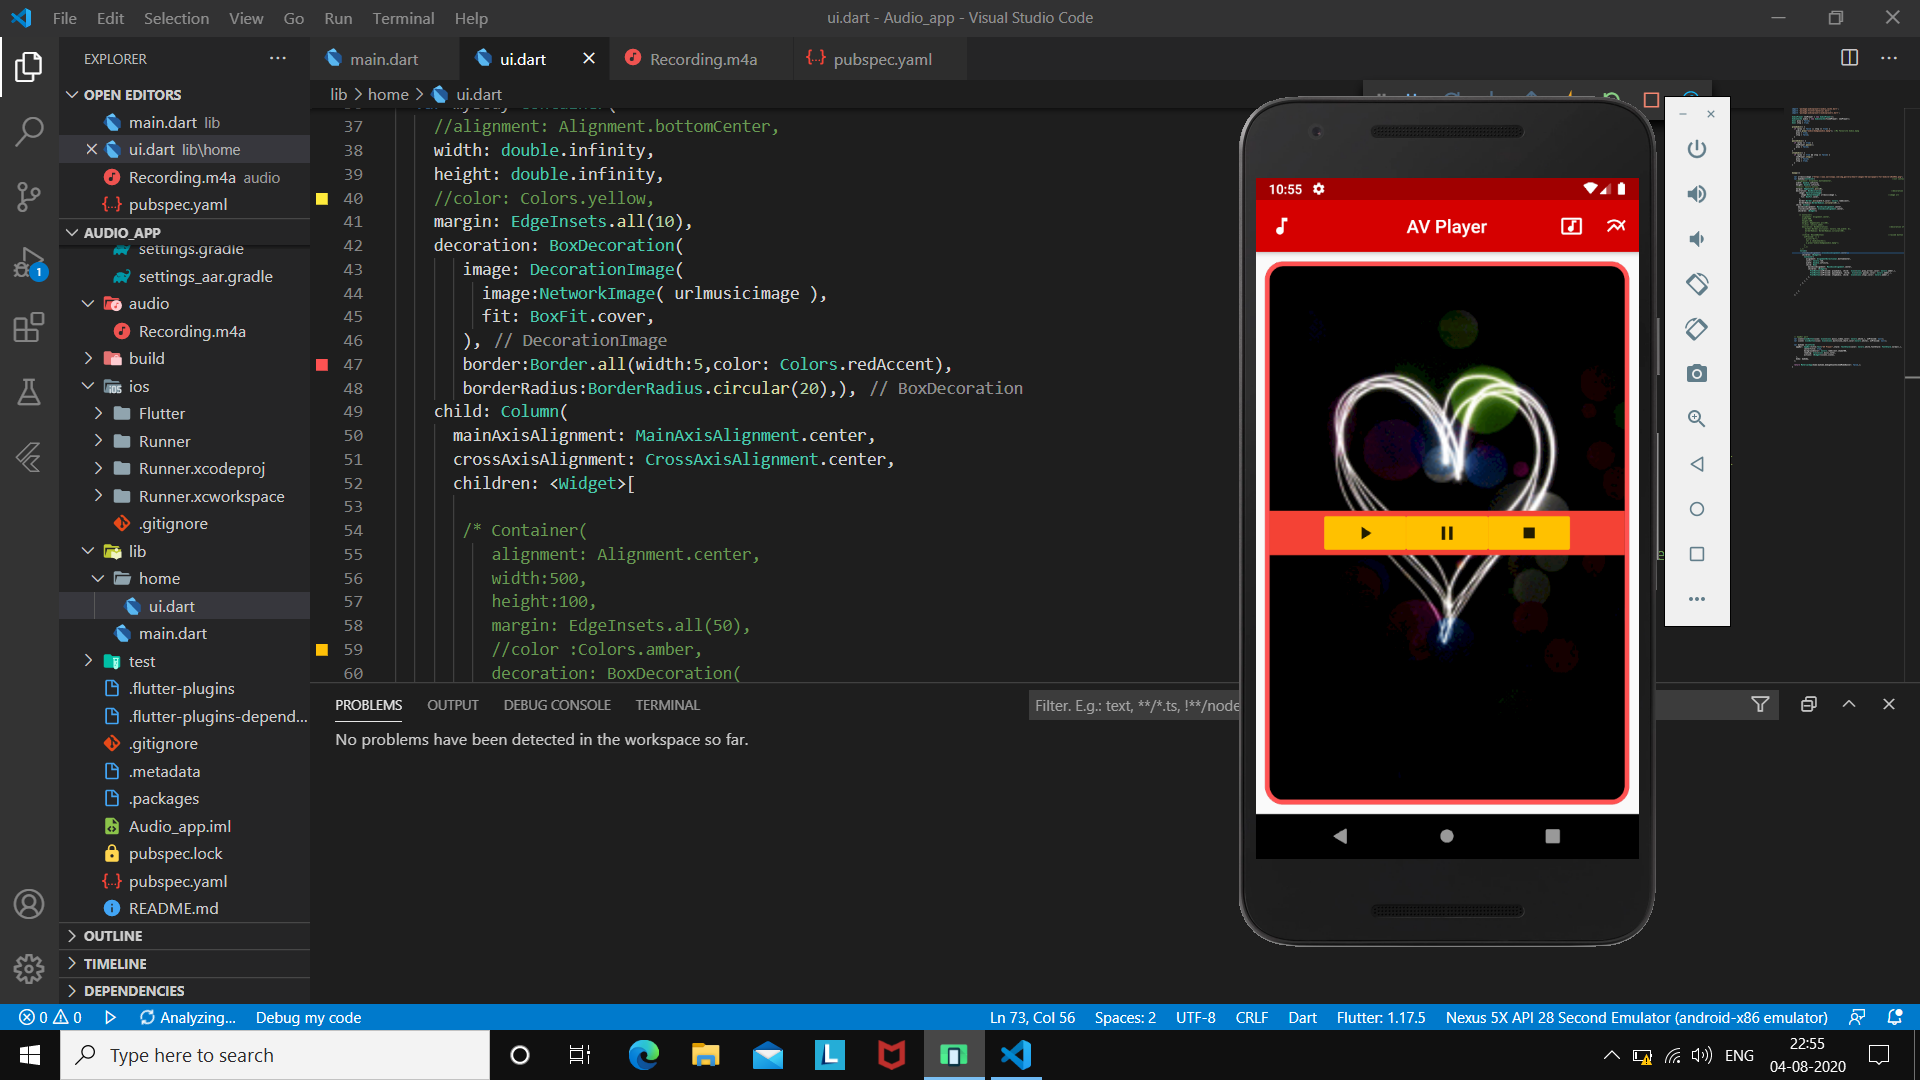 File Edit Selection View Go Run Terminal Help
ui.dart - Audio_app - Visual Studio Code
EXPLORER
main.dart
ui.dart
Recording.m4a
pubspec.yaml
OPEN EDITORS
main.dart lib
ui.dart lib\home
Recording.m4a audio
pubspec.yaml
AUDIO_APP
settings.gradle
settings_aar.gradle
audio
Recording.m4a
build
ios
Flutter
Runner
Runner.xcodeproj
Runner.xcworkspace
.gitignore
lib
home
ui.dart
main.dart
test
.flutter-plugins
.flutter-plugins-depend...
.gitignore
.metadata
.packages
Audio_app.iml
pubspec.lock
pubspec.yaml
README.md
OUTLINE
TIMELINE
DEPENDENCIES
1
lib > home > ui.dart
37 //alignment: Alignment.bottomCenter,
38 width: double.infinity,
39 height: double.infinity,
40 //color: Colors.yellow,
41 margin: EdgeInsets.all(10),
42 decoration: BoxDecoration(
43 image: DecorationImage(
44 image:NetworkImage( urlmusicimage ),
45 fit: BoxFit.cover,
46 ), // DecorationImage
47 border:Border.all(width:5,color: Colors.redAccent),
48 borderRadius:BorderRadius.circular(20),), // BoxDecoration
49 child: Column(
50 mainAxisAlignment: MainAxisAlignment.center,
51 crossAxisAlignment: CrossAxisAlignment.center,
52 children: <Widget>[
53
54 /* Container(
55 alignment: Alignment.center,
56 width:500,
57 height:100,
58 margin: EdgeInsets.all(50),
59 //color :Colors.amber,
60 decoration: BoxDecoration(
PROBLEMS OUTPUT DEBUG CONSOLE TERMINAL
Filter. E.g.: text, **/*.ts, !**/node
No problems have been detected in the workspace so far.
10:55
AV Player
0 0 Analyzing... Debug my code
Ln 73, Col 56 Spaces: 2 UTF-8 CRLF Dart Flutter: 1.17.5 Nexus 5X API 28 Second Emulator (android-x86 emulator)
Type here to search
L
ENG
22:55
04-08-2020